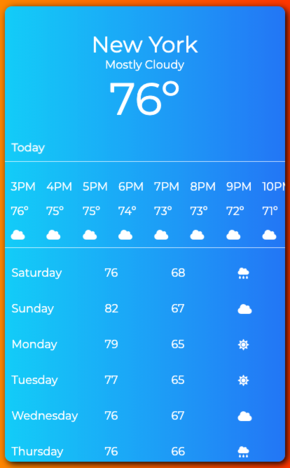 New York
Mostly Cloudy
76°
Today
3PM 4PM 5PM 6PM 7PM 8PM 9PM 10PM
76° 75° 75° 74° 73° 73° 72° 71°
Saturday 76 68
Sunday 82 67
Monday 79 65
Tuesday 77 65
Wednesday 76 67
Thursday 76 66